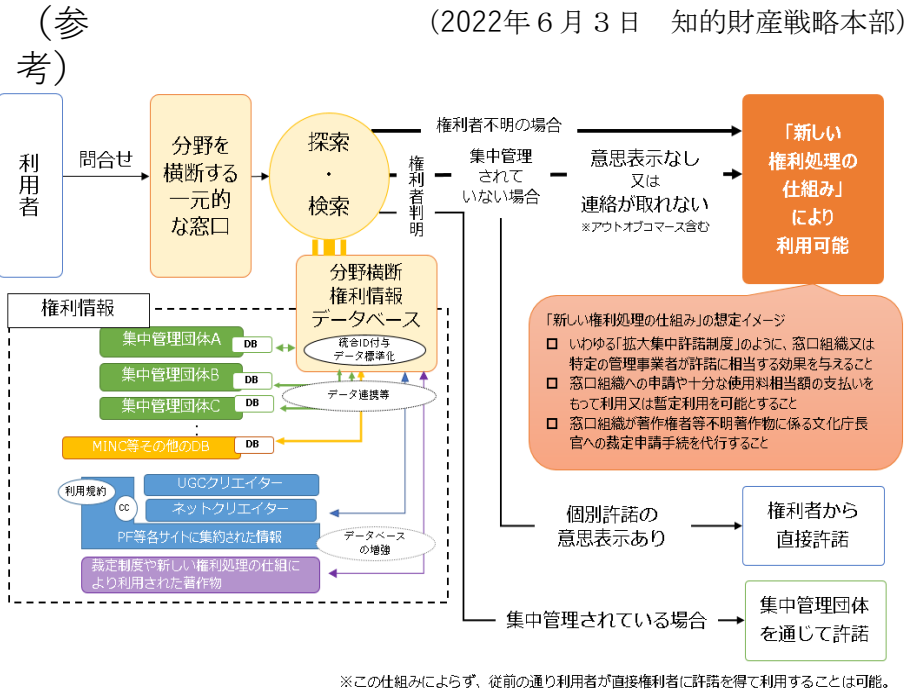 （参
考）
（2022年６月３日　知的財産戦略本部）
利
用
者
問合せ
分野を
横断する
一元的
な窓口
探索
・
検索
権利者不明の場合
権
利
者
判
明
集中管理
されて
いない場合
意思表示なし
又は
連絡が取れない
※アウトオブコマース含む
「新しい
権利処理の
仕組み」
により
利用可能
分野横断
権利情報
データベース
統合ID付与
データ標準化
データ連携等
権利情報
集中管理団体A
DB
集中管理団体B
DB
集中管理団体C
DB
：
MINC等その他のDB
DB
利用規約
CC
UGCクリエイター
ネットクリエイター
PF等各サイトに集約された情報
データベース
の増強
裁定制度や新しい権利処理の仕組に
より利用された著作物
「新しい権利処理の仕組み」の想定イメージ
□ いわゆる「拡大集中許諾制度」のように、窓口組織又は
特定の管理事業者が許諾に相当する効果を与えること
□ 窓口組織への申請や十分な使用料相当額の支払いを
もって利用又は暫定利用を可能とすること
□ 窓口組織が著作権者等不明著作物に係る文化庁長
官への裁定申請手続を代行すること
個別許諾の
意思表示あり
権利者から
直接許諾
集中管理されている場合
集中管理団体
を通じて許諾
※この仕組みによらず、従前の通り利用者が直接権利者に許諾を得て利用することは可能。